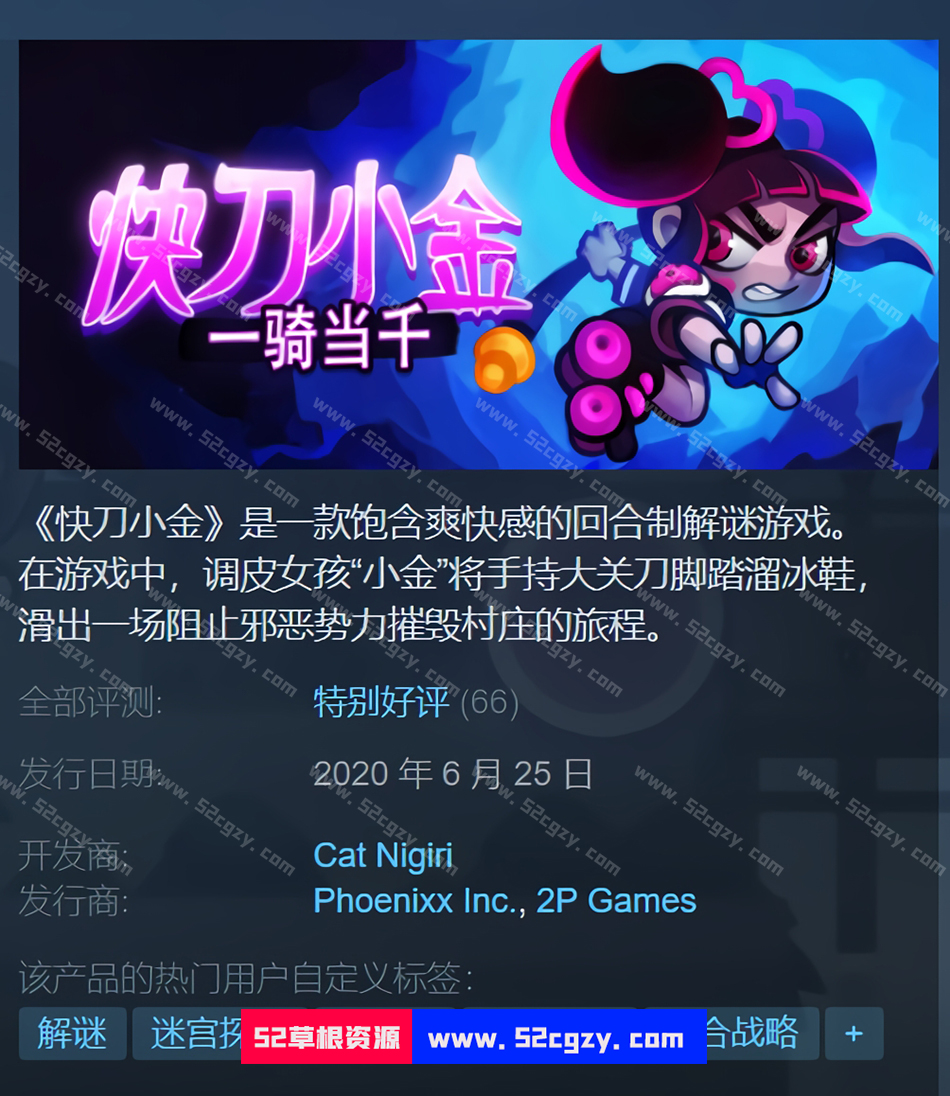 快刀小金
一骑当千
《快刀小金》是一款饱含爽快感的回合制解谜游戏。
在游戏中，调皮女孩“小金”将手持大关刀脚踏溜冰鞋，
滑出一场阻止邪恶势力摧毁村庄的旅程。
全部评测: 特别好评 (66)
发行日期: 2020 年 6 月 25 日
开发商: Cat Nigiri
发行商: Phoenixx Inc., 2P Games
该产品的热门用户自定义标签:
解谜 迷宫探 合战略 +
52草根资源 www.52cgzy.com